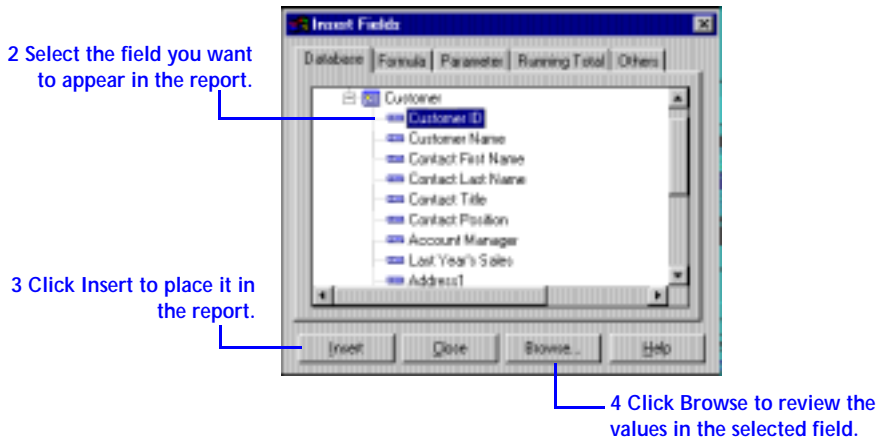 Insert Fields
2 Select the field you want
to appear in the report.
Database Formula Parameter Running Total Others
Customer
Customer ID
Customer Name
Contact First Name
Contact Last Name
Contact Title
Contact Position
Account Manager
Last Year's Sales
Address1
3 Click Insert to place it in
the report.
Insert Close Browse... Help
4 Click Browse to review the
values in the selected field.